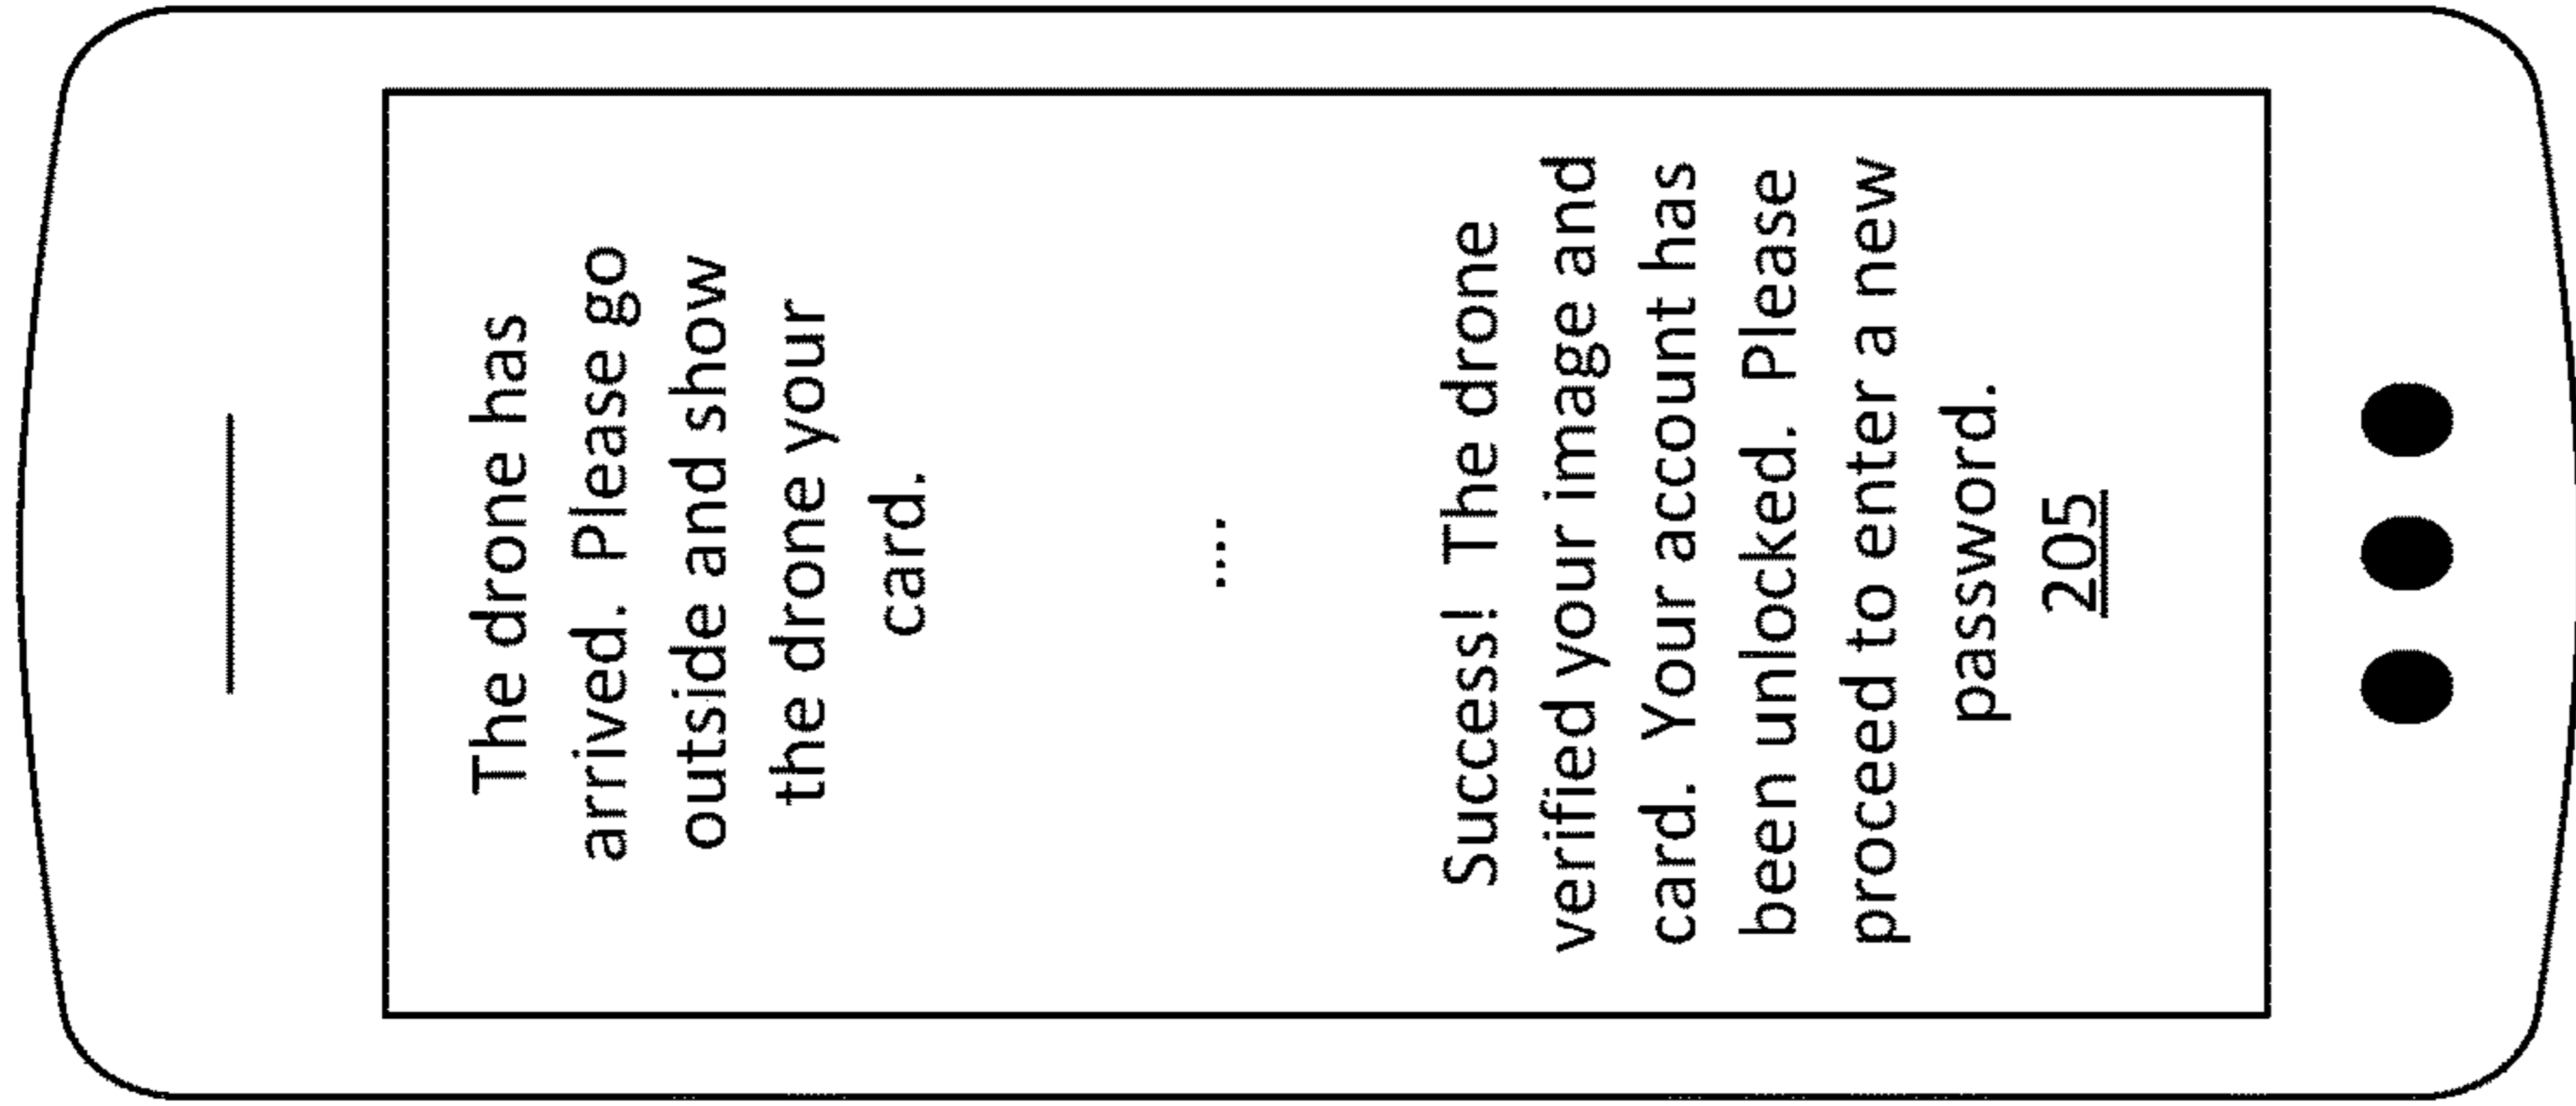 The drone has
arrived. Please go
outside and show
the drone your
card.
....
Success! The drone
verified your image and
card. Your account has
been unlocked. Please
proceed to enter a new
password.
205